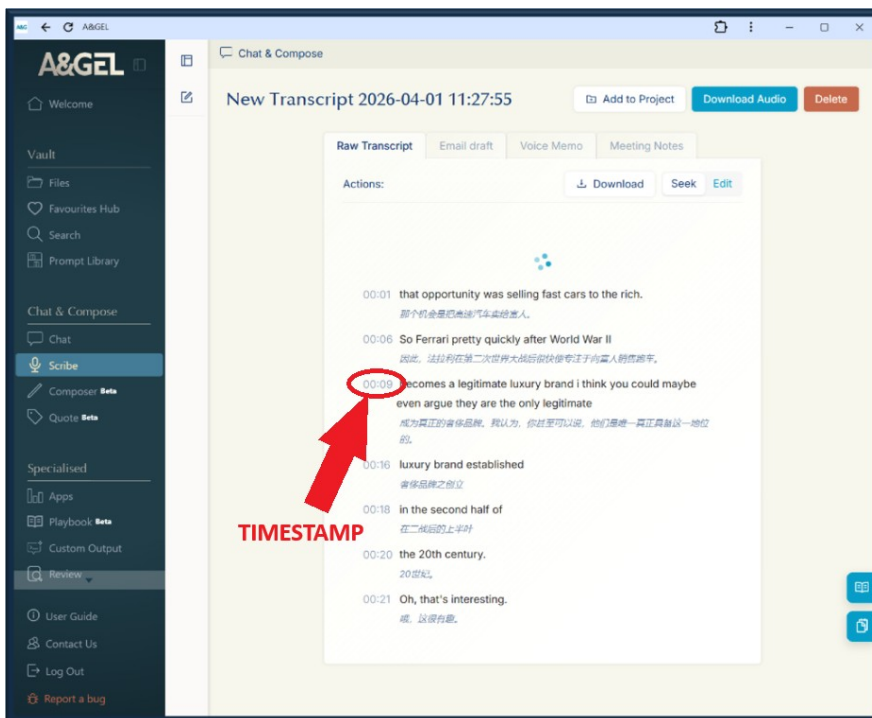 A&GEL
A&GEL
Welcome
Vault
Files
Favourites Hub
Search
Prompt Library
Chat & Compose
Chat
Scribe
Composer Beta
Quote Beta
Specialised
Apps
Playbook Beta
Custom Output
Review
User Guide
Contact Us
Log Out
Report a bug
Chat & Compose
New Transcript 2026-04-01 11:27:55
Add to Project
Download Audio
Delete
Raw Transcript
Email draft
Voice Memo
Meeting Notes
Actions:
Download
Seek
Edit
00:01 that opportunity was selling fast cars to the rich.
那个机会是把高速汽车卖给富人。
00:06 So Ferrari pretty quickly after World War II
因此，法拉利在第二次世界大战后很快便专注于向富人销售跑车。
00:09 becomes a legitimate luxury brand i think you could maybe
even argue they are the only legitimate
成为真正的奢侈品牌。我认为，你甚至可以说，他们是唯一真正具备这一地位
的。
00:16 luxury brand established
奢侈品牌之创立
00:18 in the second half of
在二战后的上半叶
00:20 the 20th century.
20世纪。
00:21 Oh, that's interesting.
哦，这很有趣。
TIMESTAMP